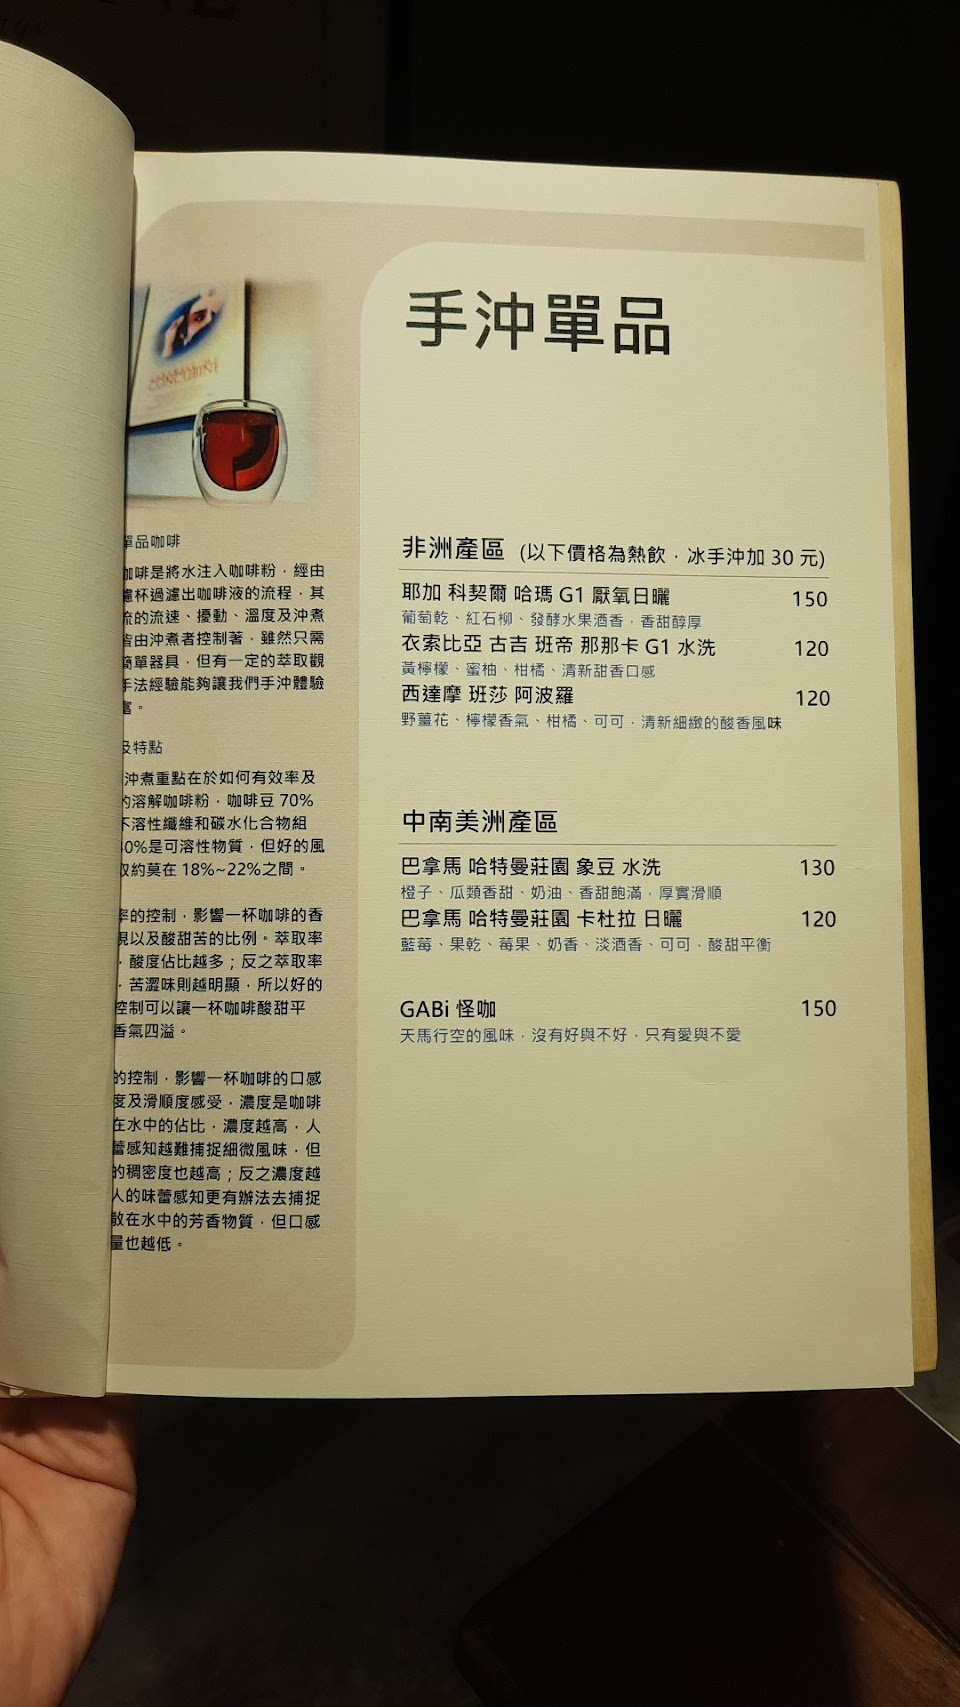 手沖單品
單品咖啡
咖啡是將水注入咖啡粉，經由
濾杯過濾出咖啡液的流程，其
流的流速、擾動、溫度及沖煮
皆由沖煮者控制著，雖然只需
簡單器具，但有一定的萃取觀
手法經驗能夠讓我們手沖體驗
富。
及特點
沖煮重點在於如何有效率及
的溶解咖啡粉，咖啡豆 70%
不溶性纖維和碳水化合物組
30%是可溶性物質，但好的風
取約莫在 18%~22%之間。
率的控制，影響一杯咖啡的香
現以及酸甜苦的比例。萃取率
，酸度佔比越多；反之萃取率
，苦澀味則越明顯，所以好的
控制可以讓一杯咖啡酸甜平
香氣四溢。
的控制，影響一杯咖啡的口感
度及滑順度感受，濃度是咖啡
在水中的佔比，濃度越高，人
蕾感知越難捕捉細微風味，但
的稠密度也越高；反之濃度越
人的味蕾感知更有辦法去捕捉
散在水中的芳香物質，但口感
量也越低。
非洲產區 (以下價格為熱飲，冰手沖加 30 元)
耶加 科契爾 哈瑪 G1 厭氧日曬 150
葡萄乾、紅石柳、發酵水果酒香，香甜醇厚
衣索比亞 古吉 班帝 那那卡 G1 水洗 120
黃檸檬、蜜柚、柑橘、清新甜香口感
西達摩 班莎 阿波羅 120
野薑花、檸檬香氣、柑橘、可可，清新細緻的酸香風味
中南美洲產區
巴拿馬 哈特曼莊園 象豆 水洗 130
橙子、瓜類香甜、奶油、香甜飽滿，厚實滑順
巴拿馬 哈特曼莊園 卡杜拉 日曬 120
藍莓、果乾、莓果、奶香、淡酒香、可可，酸甜平衡
GABi 怪咖 150
天馬行空的風味，沒有好與不好，只有愛與不愛